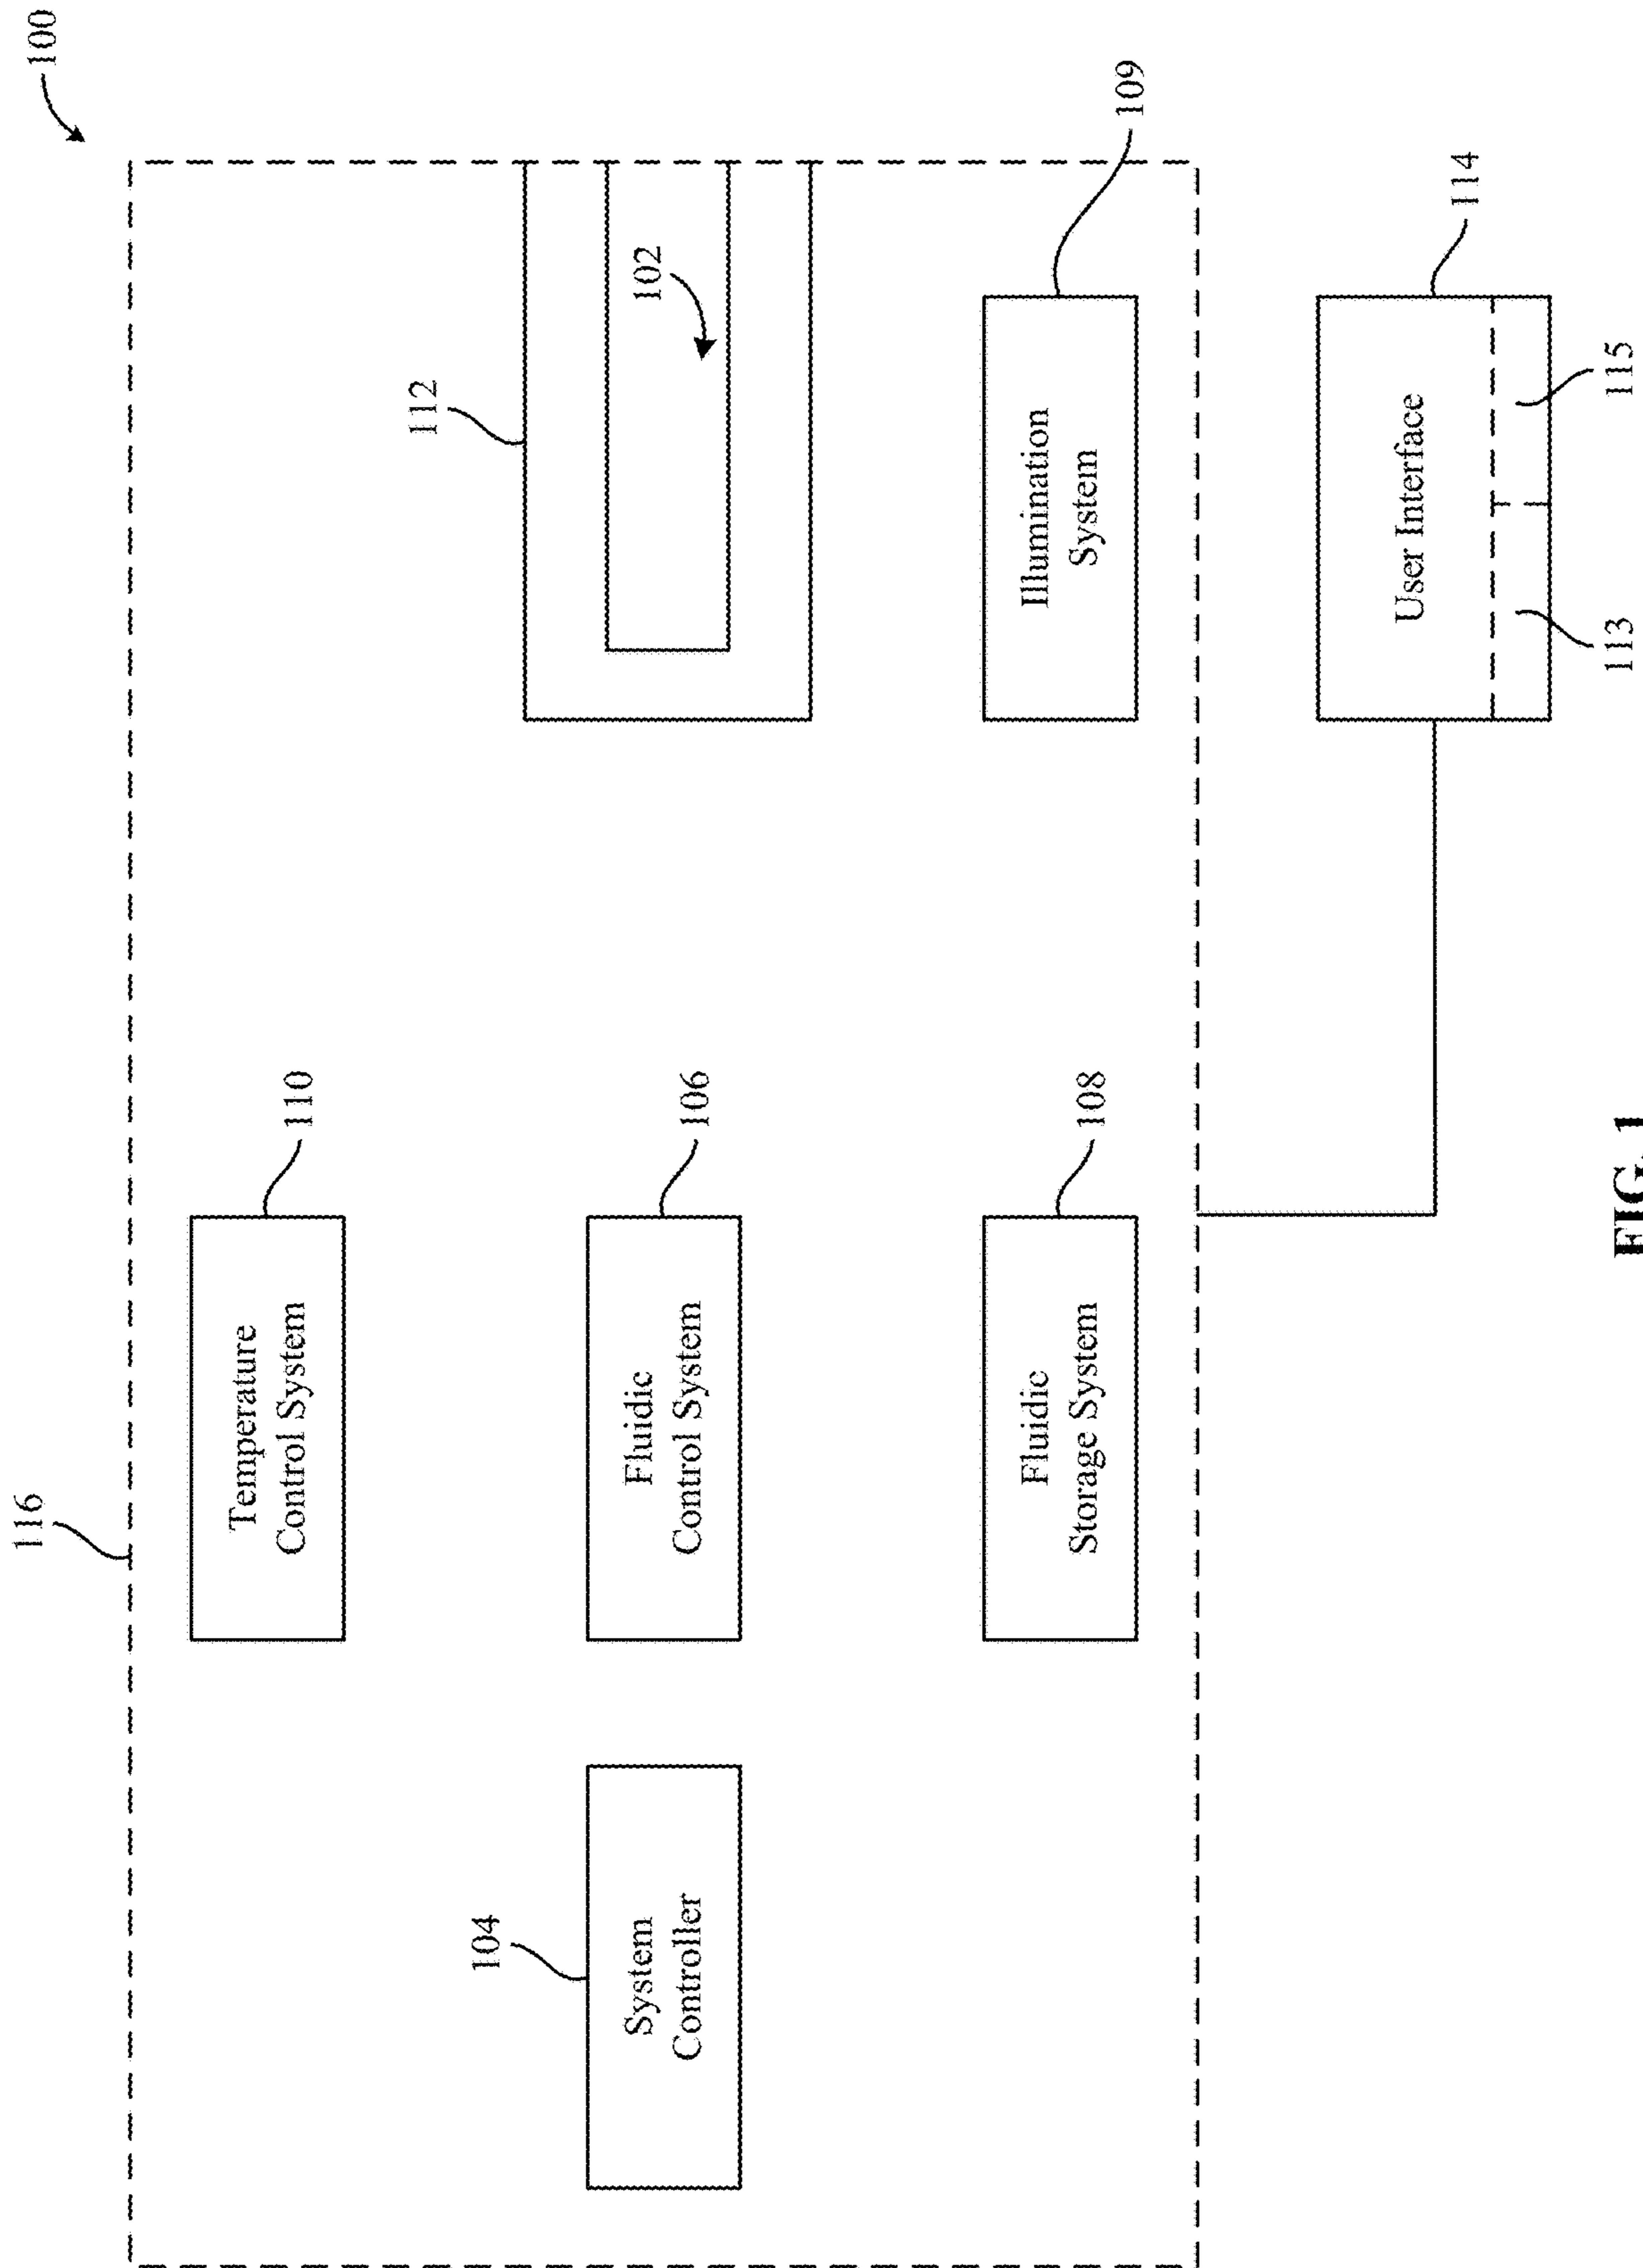 100
116
110
Temperature
Control System
112
102
104
System
Controller
106
Fluidic
Control System
108
Fluidic
Storage System
109
Illumination
System
114
User Interface
113
115
FIG. 1